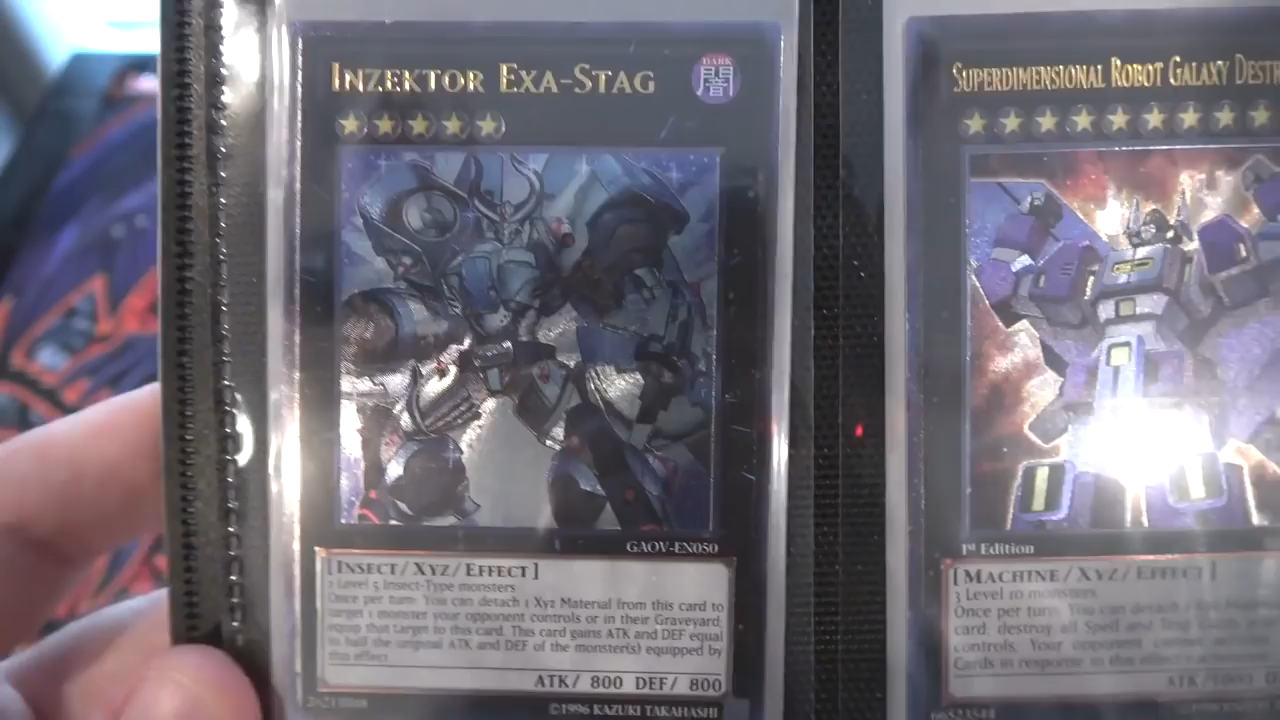 INZEKTOR EXA-STAG
DARK
闇
GAOV-EN050
[INSECT/XYZ/EFFECT]
2 Level 5 Insect-Type monsters
Once per turn: You can detach 1 Xyz Material from this card to
target 1 monster your opponent controls or in their Graveyard;
equip that target to this card. This card gains ATK and DEF equal
to half the original ATK and DEF of the monster(s) equipped by
this effect.
ATK/ 800 DEF/ 800
©1996 KAZUKI TAKAHASHI
SUPERDIMENSIONAL ROBOT GALAXY
1st Edition
[MACHINE/XYZ/EFFECT]
3 Level 10 monsters
Once per turn: You can detach 1
card; destroy all Spell and Trap
controls. Your opponent
Cards in response to this
ATK/5000